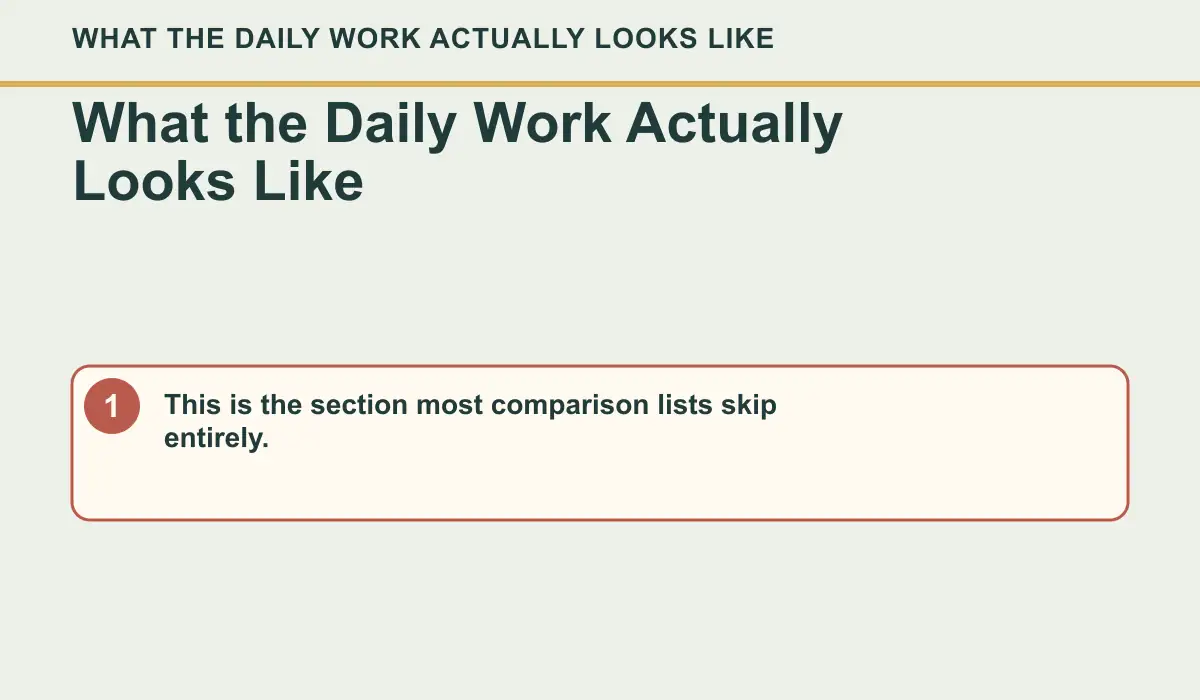 WHAT THE DAILY WORK ACTUALLY LOOKS LIKE
What the Daily Work Actually
Looks Like
1
This is the section most comparison lists skip
entirely.